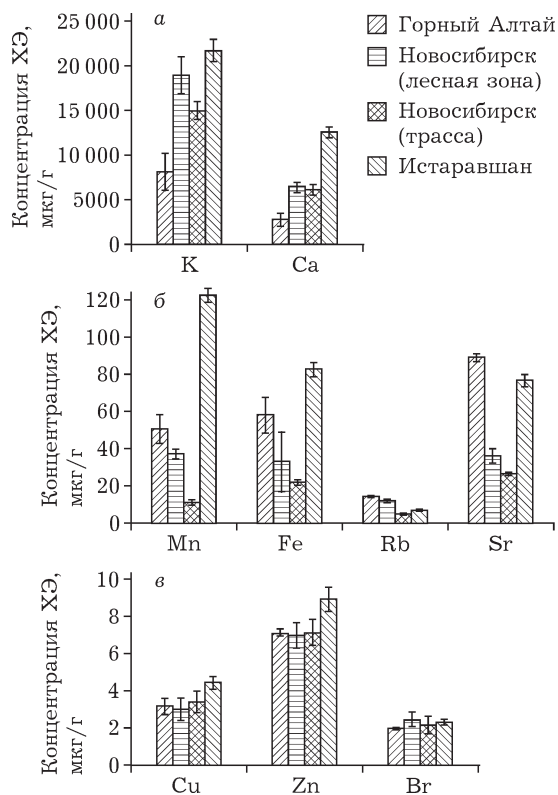 Концентрация ХЭ,
мкг/г
а
25 000
20 000
15 000
10 000
5000
0
K
Ca
Горный Алтай
Новосибирск
(лесная зона)
Новосибирск
(трасса)
Истаравшан
Концентрация ХЭ,
мкг/г
б
120
100
80
60
40
20
0
Mn
Fe
Rb
Sr
Концентрация ХЭ,
мкг/г
в
10
8
6
4
2
0
Cu
Zn
Br